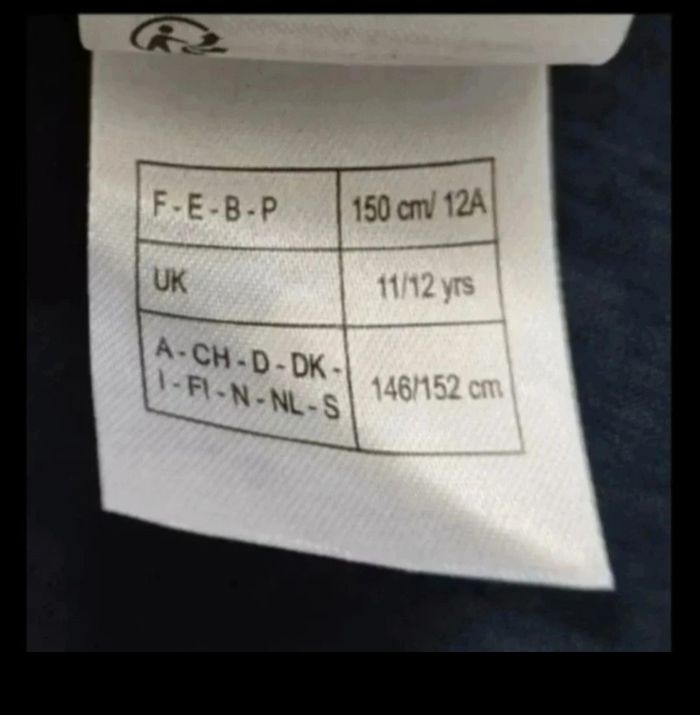 F - E - B - P 150 cm/ 12A
UK 11/12 yrs
A - CH - D - DK -
I - FI - N - NL - S 146/152 cm